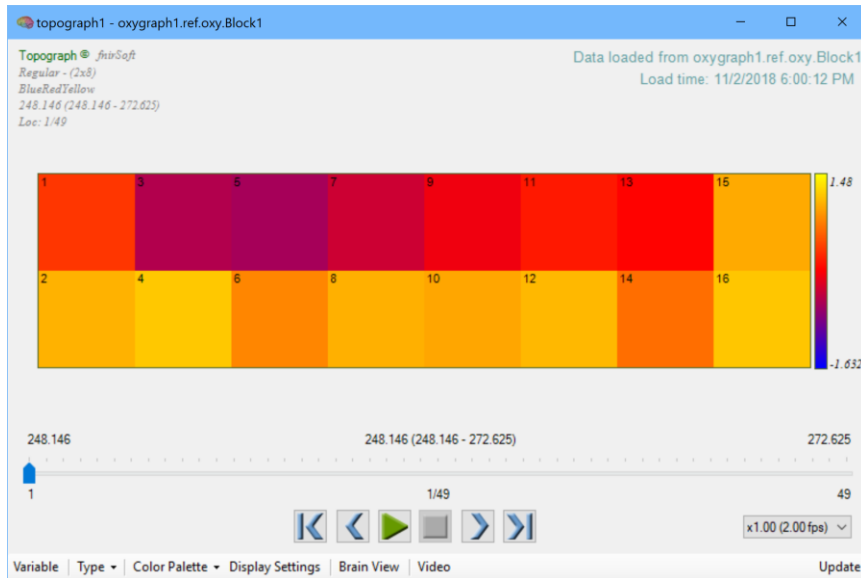 topograph1 - oxygraph1.ref.oxy.Block1
Topograph © fnirSoft
Regular - (2x8)
BlueRedYellow
248.146 (248.146 - 272.625)
Loc: 1/49
Data loaded from oxygraph1.ref.oxy.Block1
Load time: 11/2/2018 6:00:12 PM
1 3 5 7 9 11 13 15
2 4 6 8 10 12 14 16
1.48
-1.632
248.146 248.146 (248.146 - 272.625) 272.625
1 1/49 49
x1.00 (2.00 fps)
Variable Type Color Palette Display Settings Brain View Video Update